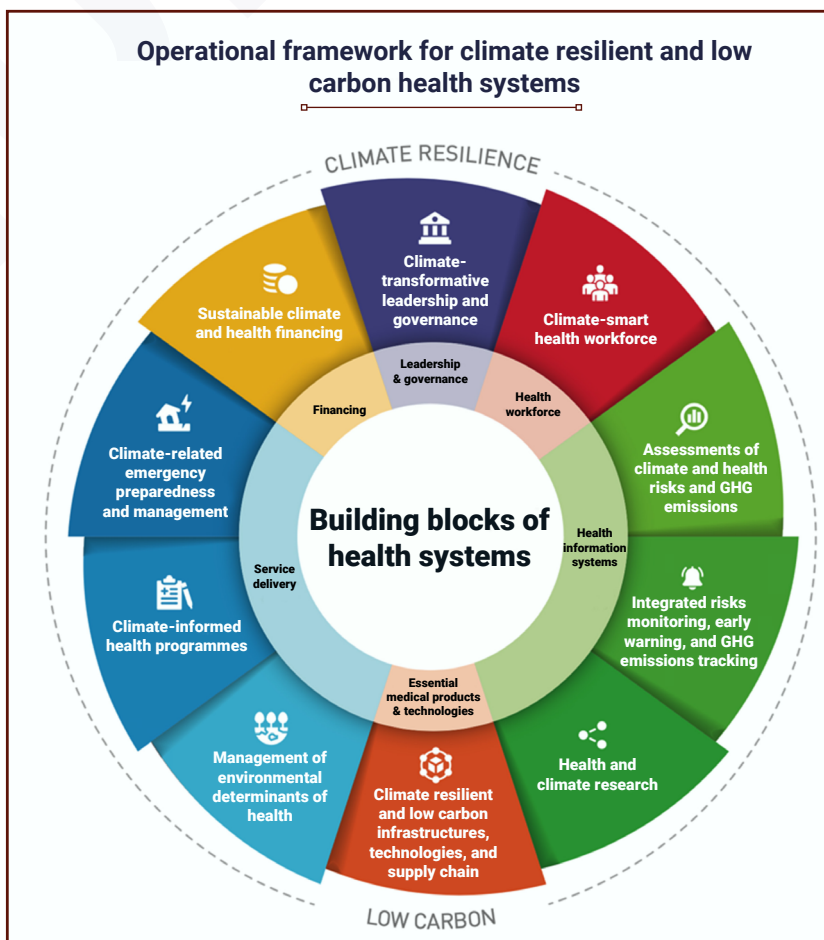 Operational framework for climate resilient and low
carbon health systems
CLIMATE RESILIENCE
Climate-
transformative
leadership and
governance
Climate-smart
health workforce
Assessments of
climate and health
risks and GHG
emissions
Integrated risks
monitoring, early
warning, and GHG
emissions tracking
Health and
climate research
Climate resilient
and low carbon
infrastructures,
technologies, and
supply chain
Management of
environmental
determinants of
health
Climate-informed
health programmes
Climate-related
emergency
preparedness
and management
Sustainable climate
and health financing
Leadership
& governance
Health
workforce
Health
information
systems
Essential
medical products
& technologies
Service
delivery
Financing
Building blocks of
health systems
LOW CARBON